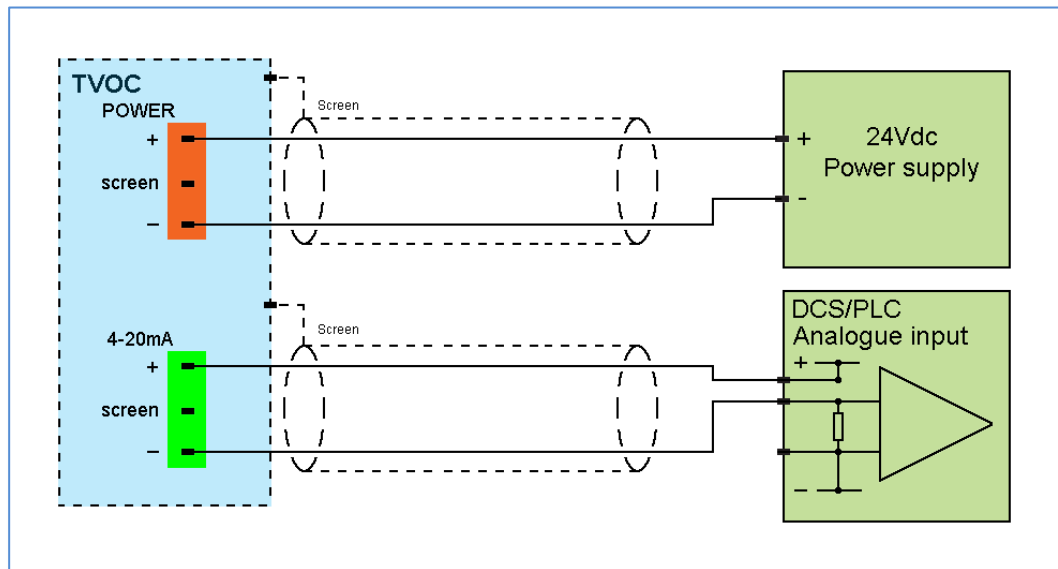 TVOC
POWER
+
screen
−
Screen
+
-
24Vdc
Power supply
4-20mA
+
screen
−
Screen
DCS/PLC
Analogue input
+
−